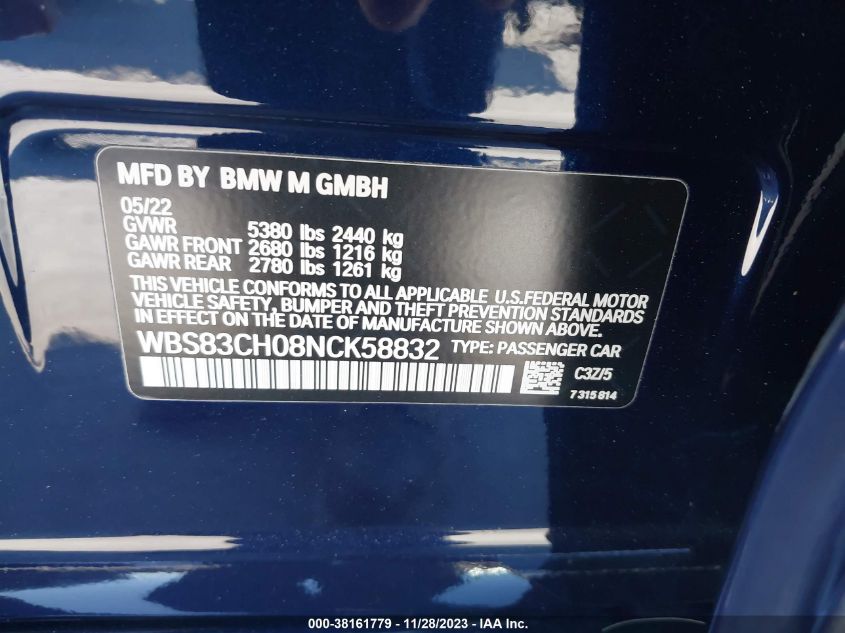 MFD BY BMW M GMBH
05/22
GVWR 5380 lbs 2440 kg
GAWR FRONT 2680 lbs 1216 kg
GAWR REAR 2780 lbs 1261 kg
THIS VEHICLE CONFORMS TO ALL APPLICABLE U.S.FEDERAL MOTOR
VEHICLE SAFETY, BUMPER AND THEFT PREVENTION STANDARDS
IN EFFECT ON THE DATE OF MANUFACTURE SHOWN ABOVE.
WBS83CH08NCK58832 TYPE: PASSENGER CAR
C3Z/5
7 315 814
000-38161779 - 11/28/2023 - IAA Inc.